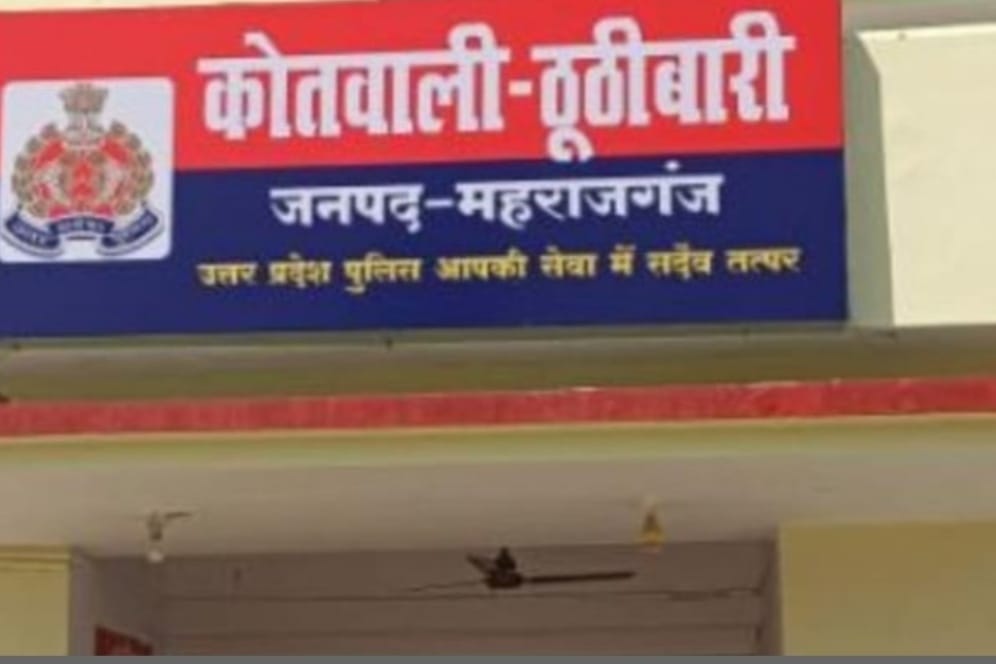 कोतवाली-ठूठीबारी
जनपद-महराजगंज
उत्तर प्रदेश पुलिस आपकी सेवा में सदैव तत्पर